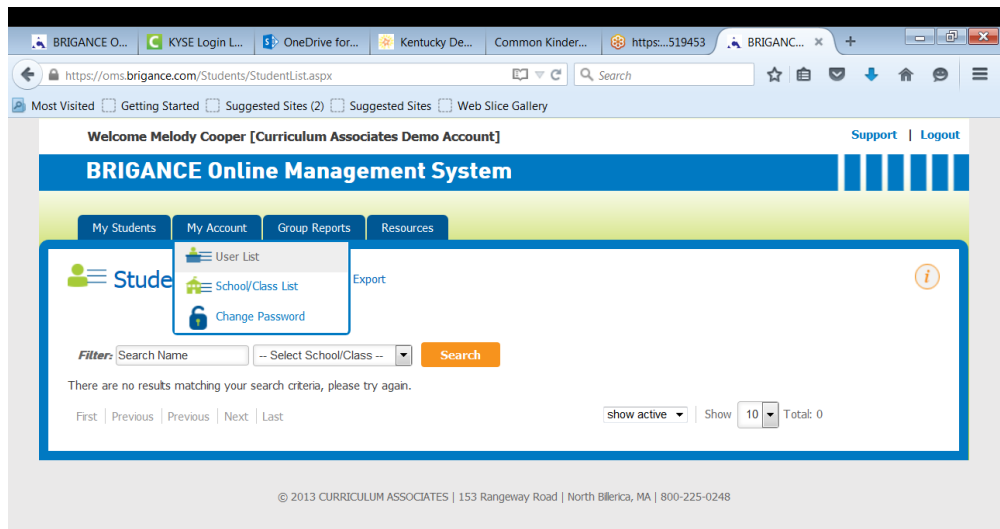 BRIGANCE O... KYSE Login L... OneDrive for... Kentucky De... Common Kinder... https:...519453 BRIGANC... × +
https://oms.brigance.com/Students/StudentList.aspx Search
Most Visited Getting Started Suggested Sites (2) Suggested Sites Web Slice Gallery
Welcome Melody Cooper [Curriculum Associates Demo Account] Support | Logout
BRIGANCE Online Management System
My Students My Account Group Reports Resources
User List
Stude Export
School/Class List
Change Password
Filter: Search Name -- Select School/Class -- Search
There are no results matching your search criteria, please try again.
First | Previous | Previous | Next | Last show active | Show 10 Total: 0
© 2013 CURRICULUM ASSOCIATES | 153 Rangeway Road | North Billerica, MA | 800-225-0248